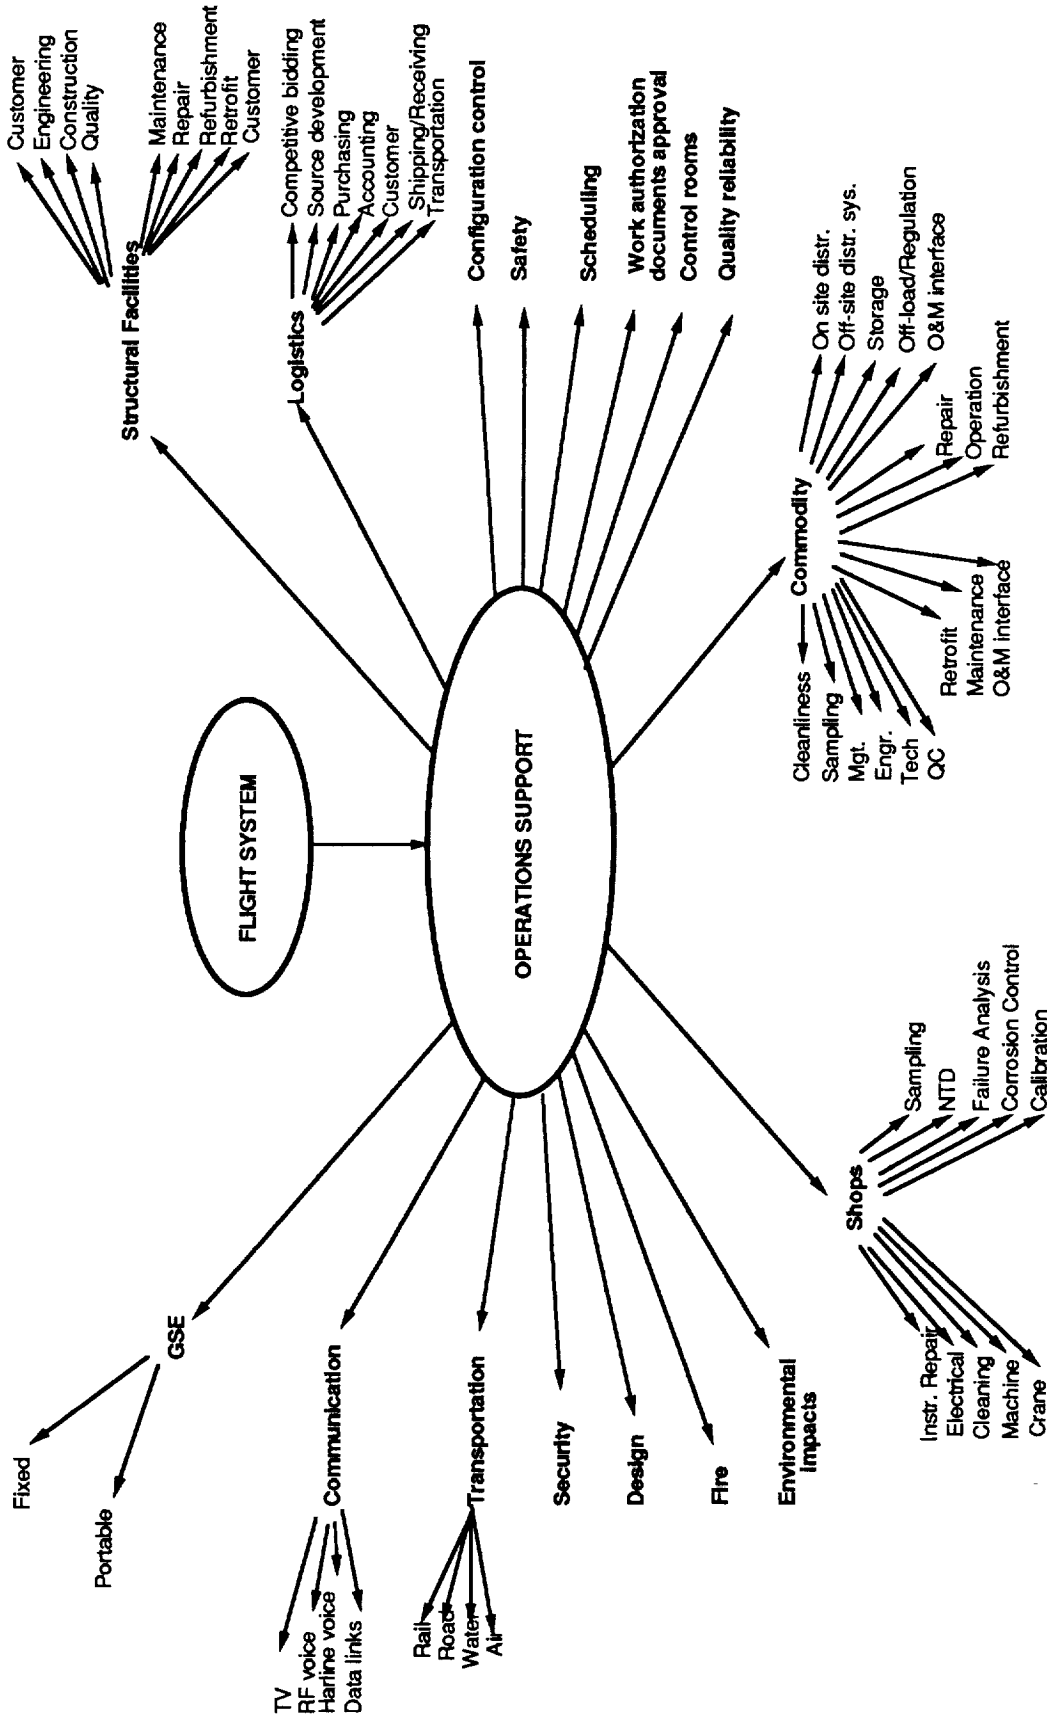 FLIGHT SYSTEM
OPERATIONS SUPPORT
GSE
Fixed
Portable
Communication
TV
RF voice
Harline voice
Data links
Transportation
Rail
Road
Water
Air
Security
Design
Fire
Environmental
Impacts
Shops
Instr. Repair
Electrical
Cleaning
Machine
Crane
Sampling
NTD
Failure Analysis
Corrosion Control
Calibration
Commodity
Cleanliness
Sampling
Mgt.
Engr.
Tech
QC
Retrofit
Maintenance
O&M interface
Repair
Operation
Refurbishment
On site distr.
Off-site distr. sys.
Storage
Off-load/Regulation
O&M interface
Configuration control
Safety
Scheduling
Work authorization
documents approval
Control rooms
Quality reliability
Logistics
Competitive bidding
Source development
Purchasing
Accounting
Customer
Shipping/Receiving
Transportation
Structural Facilities
Customer
Engineering
Construction
Quality
Maintenance
Repair
Refurbishment
Retrofit
Customer